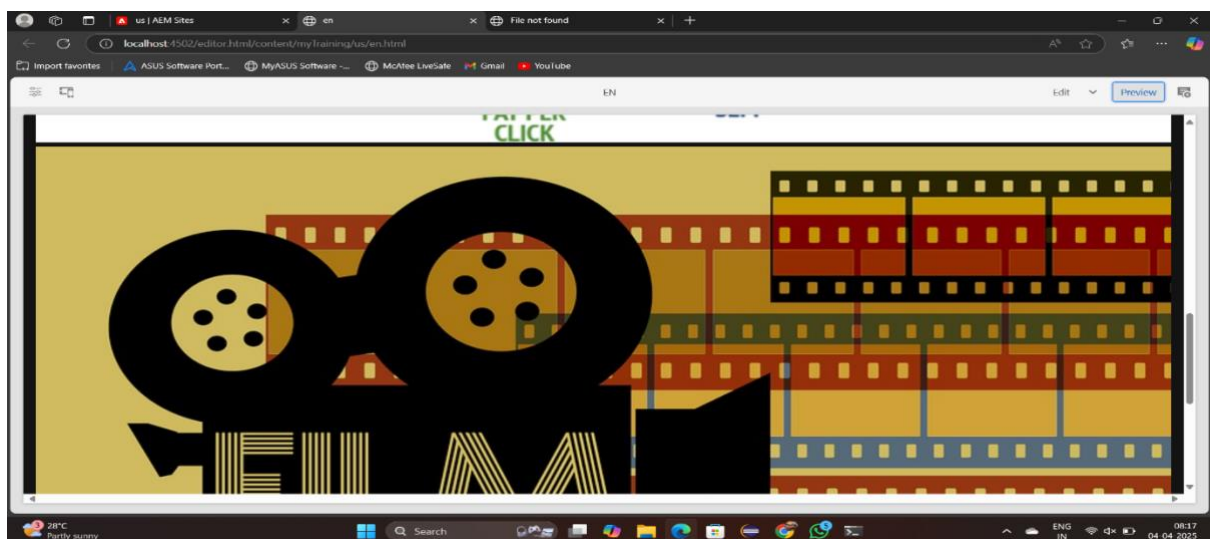 us | AEM Sites
en
File not found
localhost:4502/editor.html/content/myTraining/us/en.html
Import favorites
ASUS Software Port...
MyASUS Software -...
McAfee LiveSafe
Gmail
YouTube
EN
Edit
Preview
CLICK
FILM
3
28°C
Partly sunny
Search
ENG
IN
08:17
04-04-2025